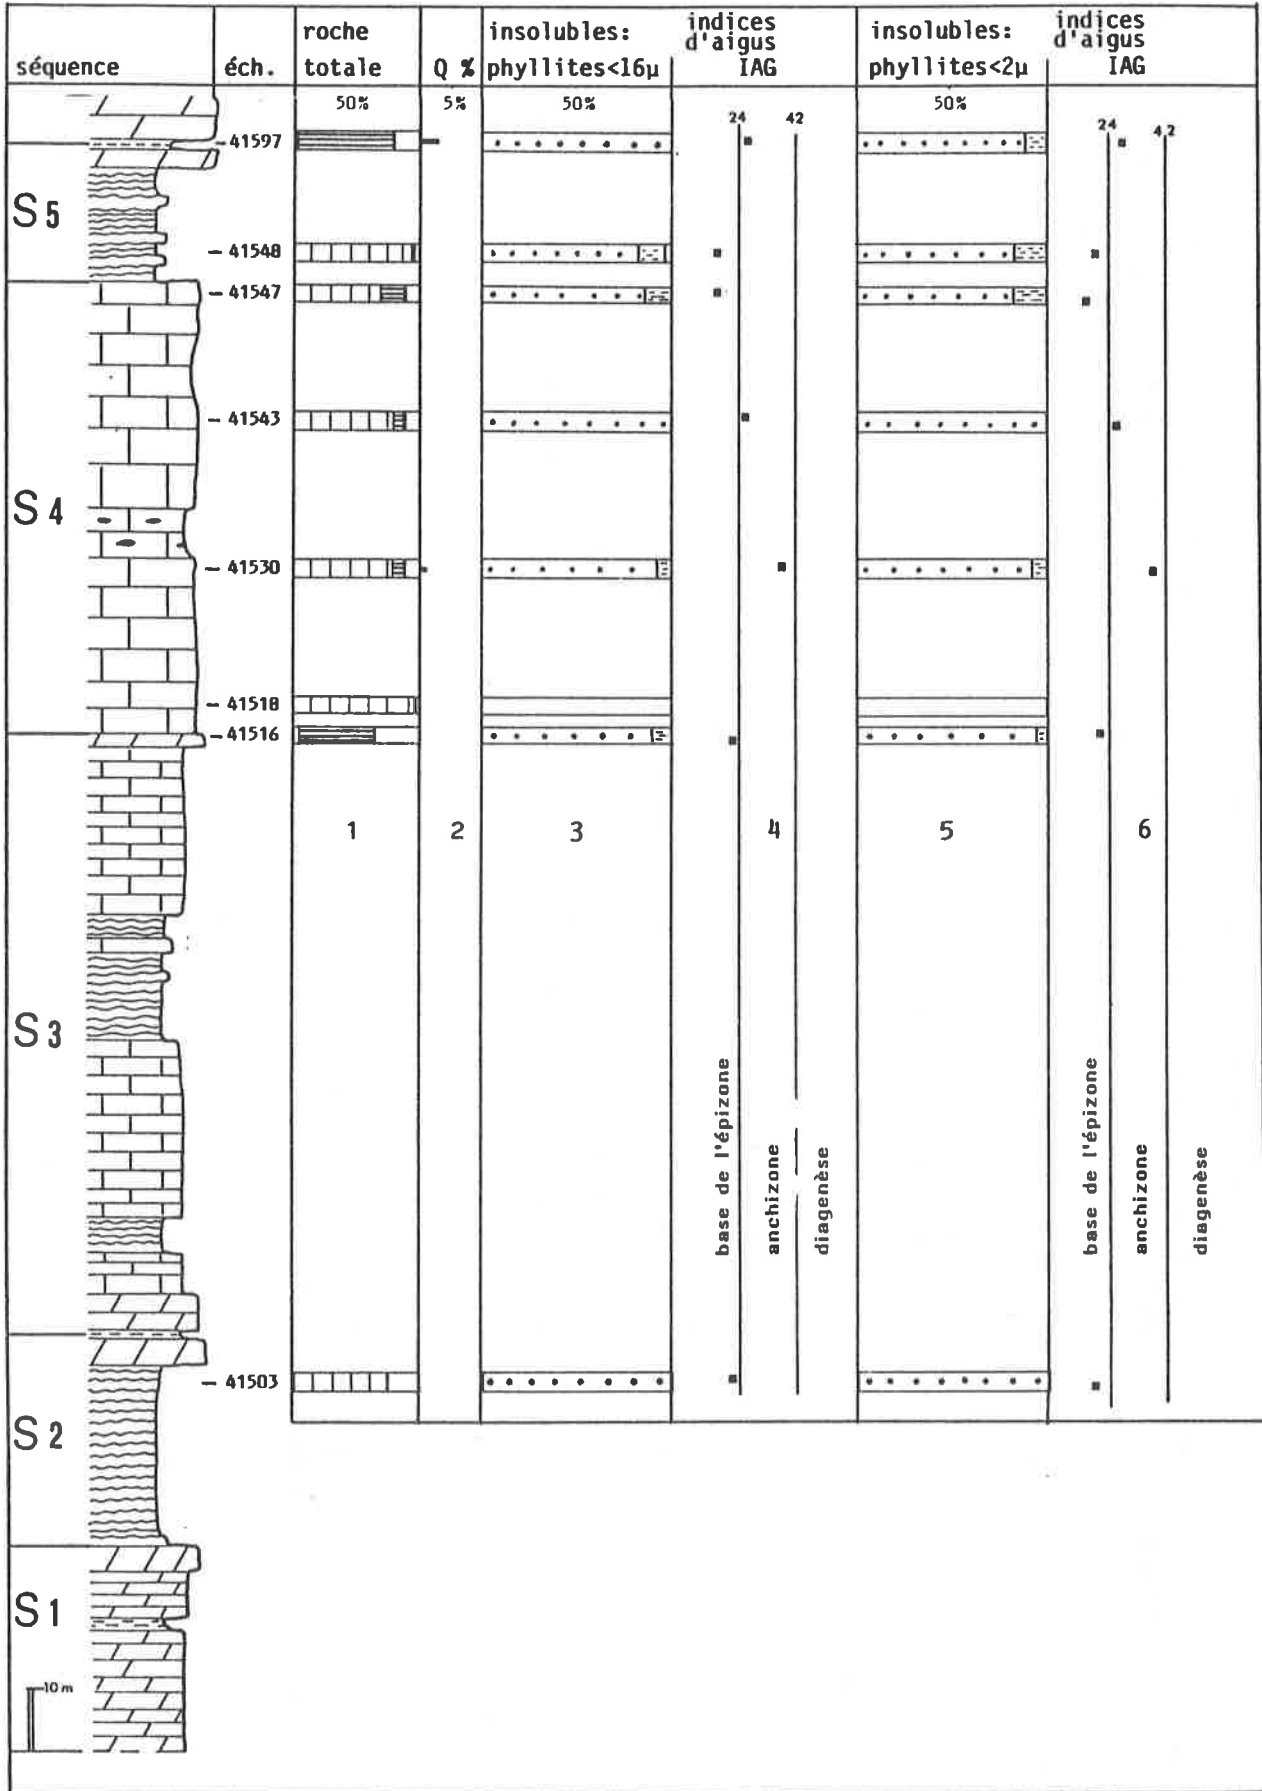 séquence
éch.
roche
totale
Q %
insolubles:
phyllites<16µ
indices
d'aigus
IAG
insolubles:
phyllites<2µ
indices
d'aigus
IAG
50%
5%
50%
24
42
50%
24
4,2
41597
S5
41548
41547
41543
S4
41530
41518
41516
1
2
3
4
5
6
S3
base de l'épizone
anchizone
diagenèse
base de l'épizone
anchizone
diagenèse
41503
S2
S1
10 m